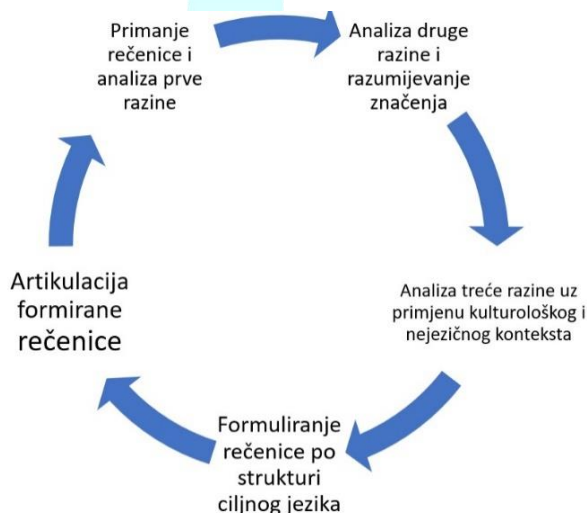 Primanje
rečenice i
analiza prve
razine
Analiza druge
razine i
razumijevanje
značenja
Analiza treće razine uz
primjenu kulturološkog i
nejezičnog konteksta
Formuliranje
rečenice po
strukturi
ciljnog jezika
Artikulacija
formirane
rečenice